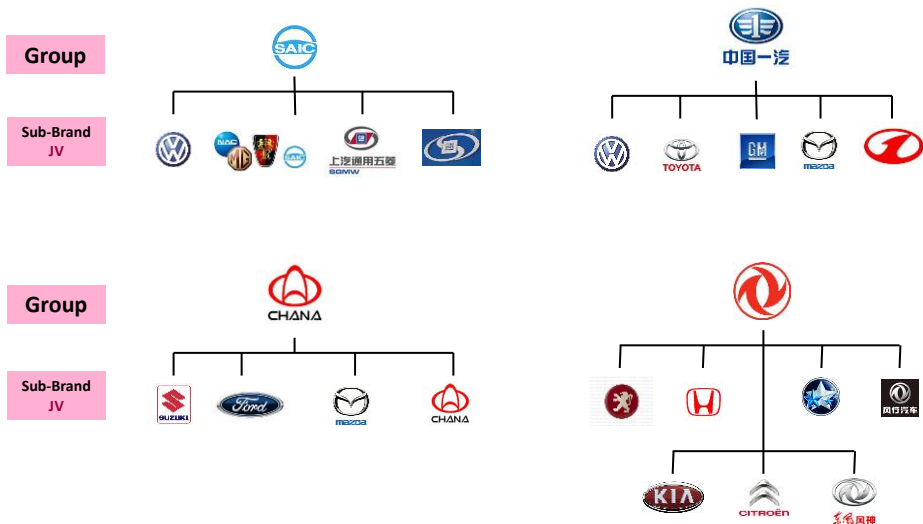 Group
SAIC
中国一汽
Sub-Brand
JV
NAC
MG
SAIC
上汽通用五菱
SGMW
TOYOTA
GM
mazda
Group
CHANA
Sub-Brand
JV
SUZUKI
Ford
mazda
CHANA
风行汽车
KIA
CITROËN
东风风神